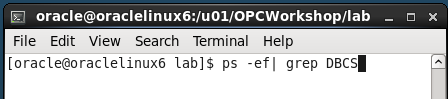 oracle@oraclelinux6:/u01/OPCWorkshop/lab
File Edit View Search Terminal Help
[oracle@oraclelinux6 lab]$ ps -ef| grep DBCS